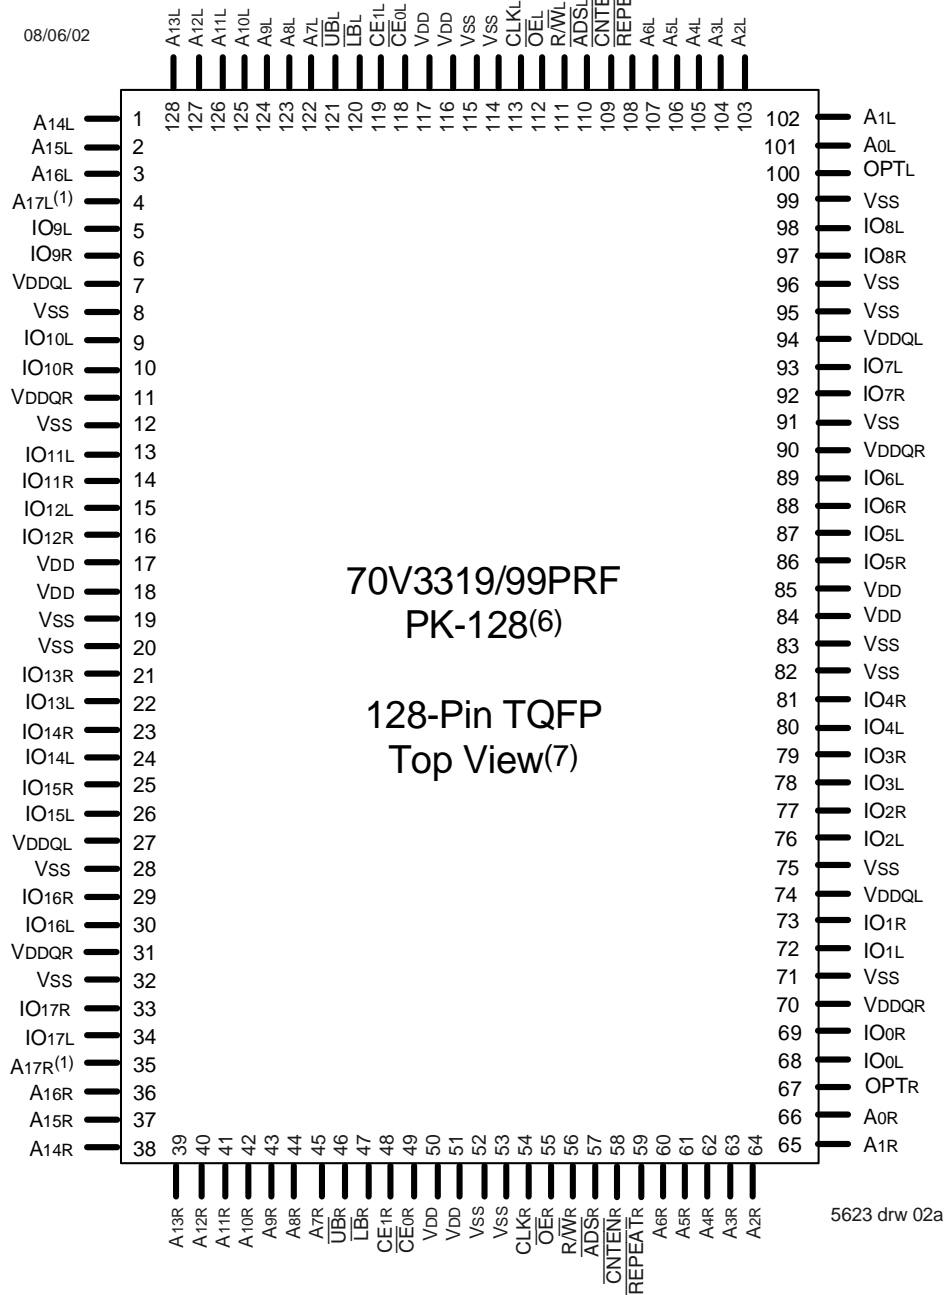 08/06/02
A13L
A12L
A11L
A10L
A9L
A8L
A7L
UBL
LBL
CE1L
CE0L
VDD
VDD
VSS
VSS
CLKL
OEL
R/WL
ADSL
A6L
A5L
A4L
A3L
A2L
128
127
126
125
124
123
122
121
120
119
118
117
116
115
114
113
112
111
110
109
108
107
106
105
104
103
A14L 1
A15L 2
A16L 3
A17L(1) 4
IO9L 5
IO9R 6
VDDQL 7
VSS 8
IO10L 9
IO10R 10
VDDQR 11
VSS 12
IO11L 13
IO11R 14
IO12L 15
IO12R 16
VDD 17
VDD 18
VSS 19
VSS 20
IO13R 21
IO13L 22
IO14R 23
IO14L 24
IO15R 25
IO15L 26
VDDQL 27
VSS 28
IO16R 29
IO16L 30
VDDQR 31
VSS 32
IO17R 33
IO17L 34
A17R(1) 35
A16R 36
A15R 37
A14R 38
70V3319/99PRF
PK-128(6)
128-Pin TQFP
Top View(7)
102 A1L
101 A0L
100 OPTL
99 VSS
98 IO8L
97 IO8R
96 VSS
95 VSS
94 VDDQL
93 IO7L
92 IO7R
91 VSS
90 VDDQR
89 IO6L
88 IO6R
87 IO5L
86 IO5R
85 VDD
84 VDD
83 VSS
82 VSS
81 IO4R
80 IO4L
79 IO3R
78 IO3L
77 IO2R
76 IO2L
75 VSS
74 VDDQL
73 IO1R
72 IO1L
71 VSS
70 VDDQR
69 IO0R
68 IO0L
67 OPTR
66 A0R
65 A1R
39
40
41
42
43
44
45
46
47
48
49
50
51
52
53
54
55
56
57
58
59
60
61
62
63
64
A13R
A12R
A11R
A10R
A9R
A8R
A7R
UBR
LBR
CE1R
CE0R
VDD
VDD
VSS
VSS
CLKR
OER
R/WR
ADSR
CNTENR
REPEATR
A6R
A5R
A4R
A3R
A2R
5623 drw 02a